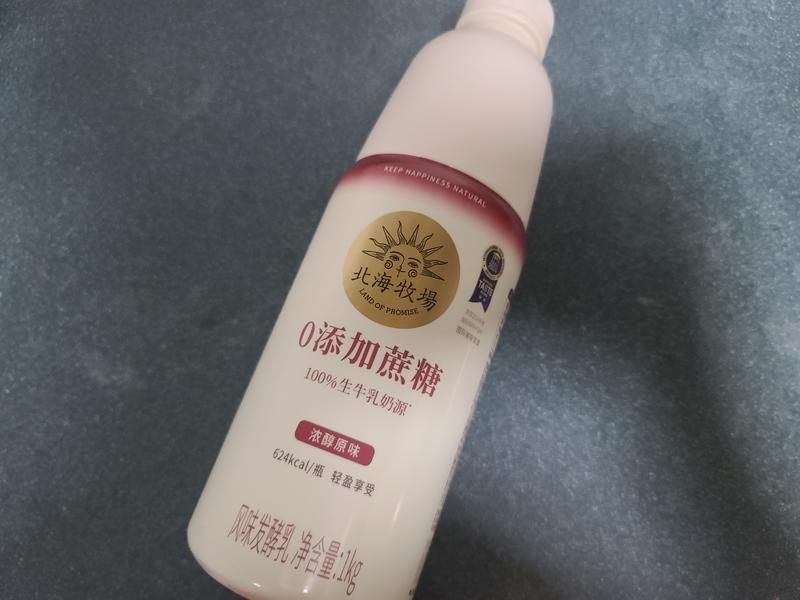 KEEP HAPPINESS NATURAL
北海牧場
LAND OF PROMISE
TASTE
0添加蔗糖
100%生牛乳奶源*
浓醇原味
624kcal/瓶 轻盈享受
风味发酵乳 净含量:1kg